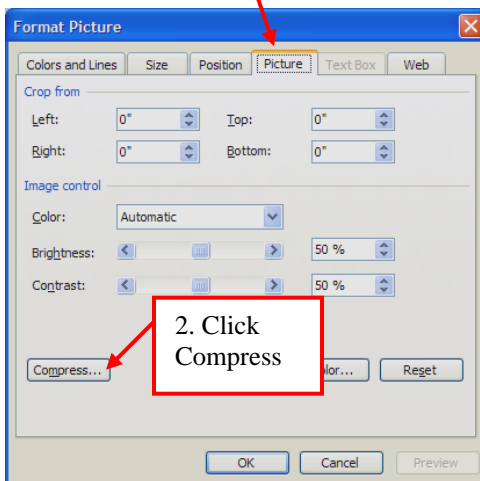 Format Picture
Colors and Lines Size Position Picture Text Box Web
Crop from
Left: 0" Top: 0"
Right: 0" Bottom: 0"
Image control
Color: Automatic
Brightness: 50 %
Contrast: 50 %
2. Click
Compress
Compress... Reset
OK Cancel Preview